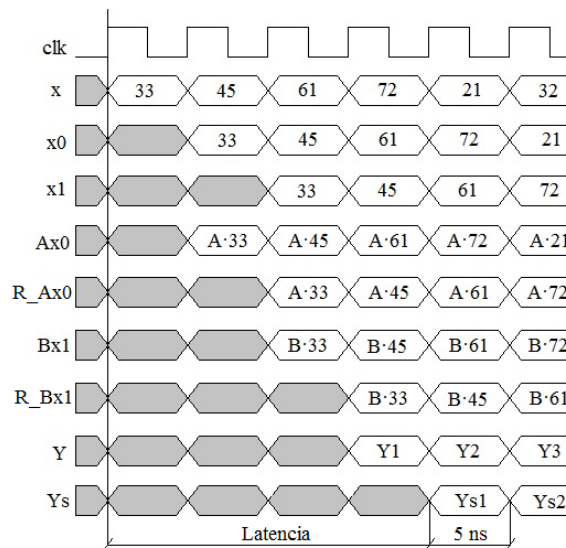 clk
x 33 45 61 72 21 32
x0 33 45 61 72 21
x1 33 45 61 72
Ax0 A·33 A·45 A·61 A·72 A·21
R_Ax0 A·33 A·45 A·61 A·72
Bx1 B·33 B·45 B·61 B·72
R_Bx1 B·33 B·45 B·61
Y Y1 Y2 Y3
Ys Ys1 Ys2
Latencia 5 ns